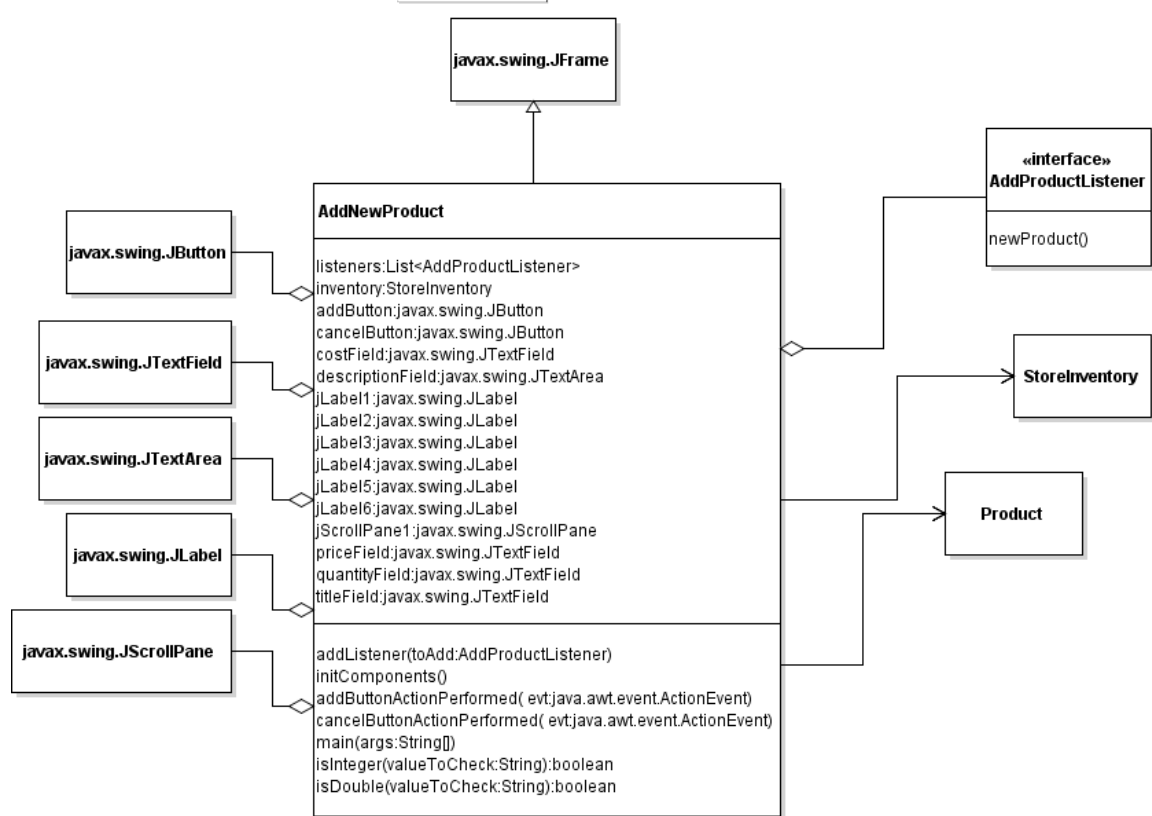 javax.swing.JFrame
«interface»
AddProductListener
newProduct()
AddNewProduct
listeners:List<AddProductListener>
inventory:StoreInventory
addButton:javax.swing.JButton
cancelButton:javax.swing.JButton
costField:javax.swing.JTextField
descriptionField:javax.swing.JTextArea
jLabel1:javax.swing.JLabel
jLabel2:javax.swing.JLabel
jLabel3:javax.swing.JLabel
jLabel4:javax.swing.JLabel
jLabel5:javax.swing.JLabel
jLabel6:javax.swing.JLabel
jScrollPane1:javax.swing.JScrollPane
priceField:javax.swing.JTextField
quantityField:javax.swing.JTextField
titleField:javax.swing.JTextField
addListener(toAdd:AddProductListener)
initComponents()
addButtonActionPerformed( evt:java.awt.event.ActionEvent)
cancelButtonActionPerformed( evt:java.awt.event.ActionEvent)
main(args:String[])
isInteger(valueToCheck:String):boolean
isDouble(valueToCheck:String):boolean
javax.swing.JButton
javax.swing.JTextField
javax.swing.JTextArea
javax.swing.JLabel
javax.swing.JScrollPane
StoreInventory
Product